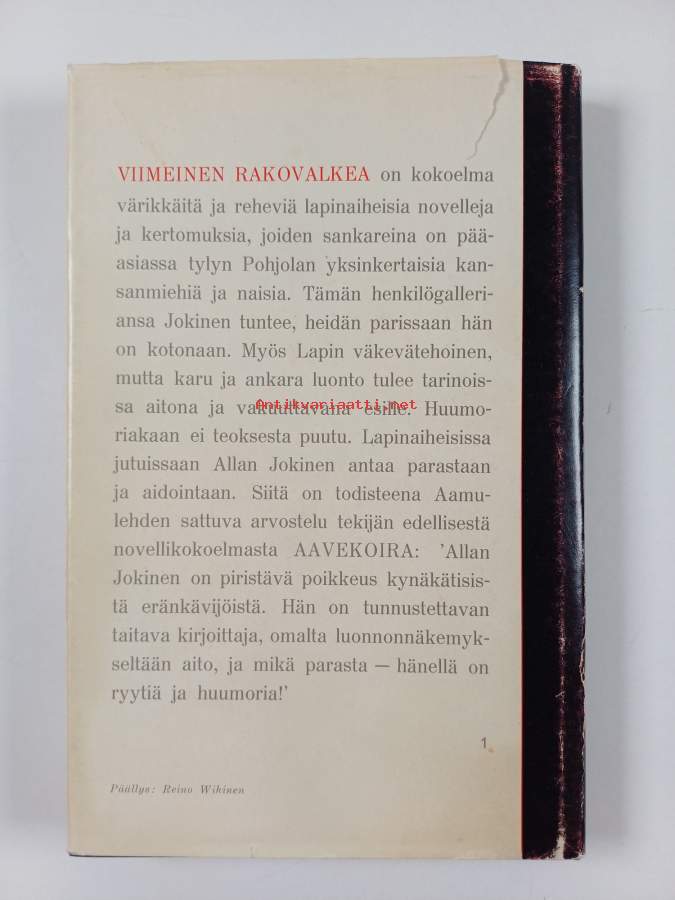 VIIMEINEN RAKOVALKEA on kokoelma
värikkäitä ja reheviä lapinaiheisia novelleja
ja kertomuksia, joiden sankareina on pää-
asiassa tylyn Pohjolan yksinkertaisia kan-
sanmiehiä ja naisia. Tämän henkilögalleri-
ansa Jokinen tuntee, heidän parissaan hän
on kotonaan. Myös Lapin väkevätehoinen,
mutta karu ja ankara luonto tulee tarinois-
sa aitona ja vakuuttavana esille. Huumo-
Antikvariaatti.net
riakaan ei teoksesta puutu. Lapinaiheisissa
jutuissaan Allan Jokinen antaa parastaan
ja aidointaan. Siitä on todisteena Aamu-
lehden sattuva arvostelu tekijän edellisestä
novellikokoelmasta AAVEKOIRA: 'Allan
Jokinen on piristävä poikkeus kynäkätisis-
tä eränkävijöistä. Hän on tunnustettavan
taitava kirjoittaja, omalta luonnonnäkemyk-
seltään aito, ja mikä parasta — hänellä on
ryytiä ja huumoria!'
1
Päällys: Reino Wikinen